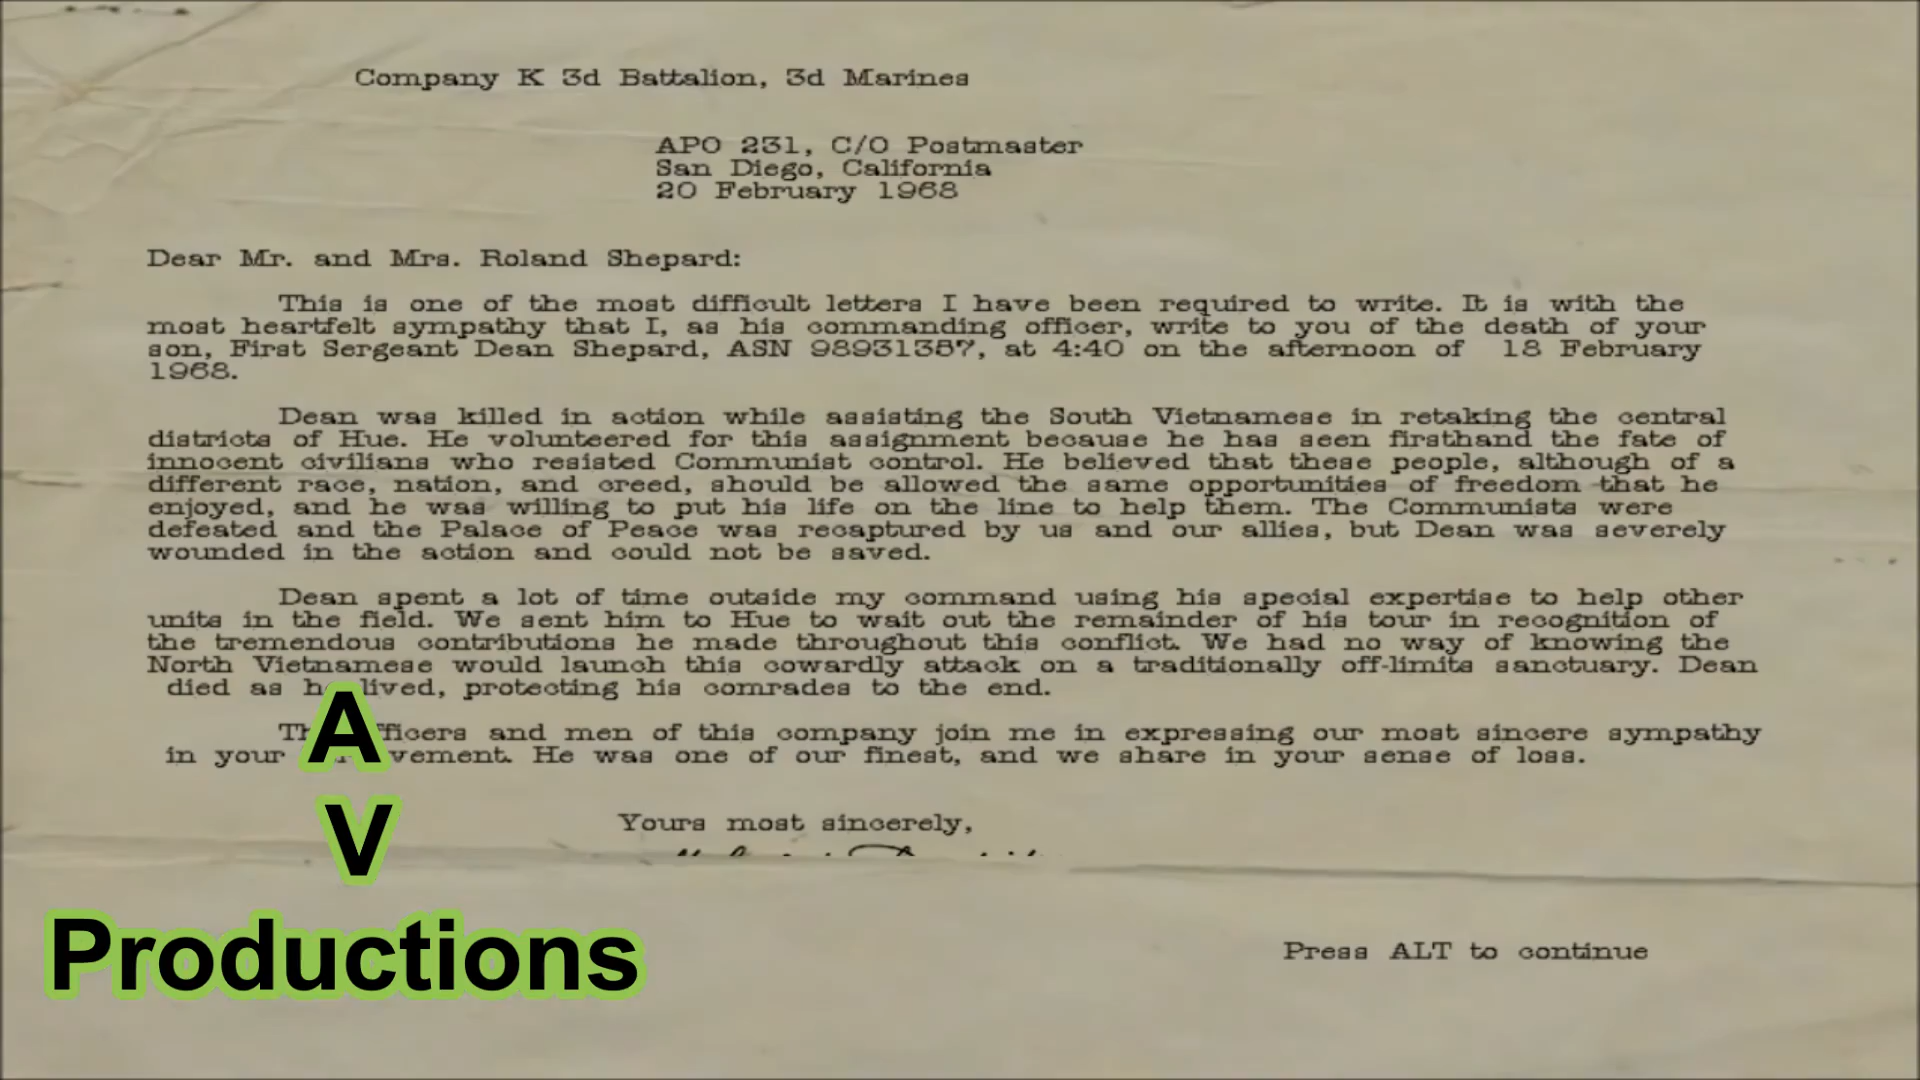 Company K 3d Battalion, 3d Marines
APO 231, C/O Postmaster
San Diego, California
20 February 1968
Dear Mr. and Mrs. Roland Shepard:
This is one of the most difficult letters I have been required to write. It is with the
most heartfelt sympathy that I, as his commanding officer, write to you of the death of your
son, First Sergeant Dean Shepard, ASN 98931387, at 4:40 on the afternoon of 18 February
1968.
Dean was killed in action while assisting the South Vietnamese in retaking the central
districts of Hue. He volunteered for this assignment because he has seen firsthand the fate of
innocent civilians who resisted Communist control. He believed that these people, although of a
different race, nation, and creed, should be allowed the same opportunities of freedom that he
enjoyed, and he was willing to put his life on the line to help them. The Communists were
defeated and the Palace of Peace was recaptured by us and our allies, but Dean was severely
wounded in the action and could not be saved.
Dean spent a lot of time outside my command using his special expertise to help other
units in the field. We sent him to Hue to wait out the remainder of his tour in recognition of
the tremendous contributions he made throughout this conflict. We had no way of knowing the
North Vietnamese would launch this cowardly attack on a traditionally off-limits sanctuary. Dean
died as he lived, protecting his comrades to the end.
and men of this company join me in expressing our most sincere sympathy
in your He was one of our finest, and we share in your sense of loss.
Yours most sincerely,
Press ALT to continue
A
V
Productions